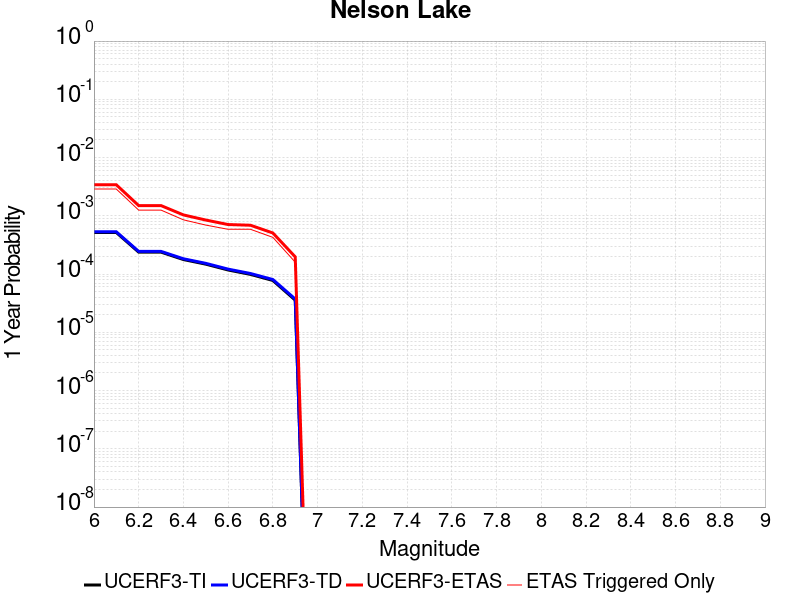 Nelson Lake
10 0
10 -1
10 -2
10 -3
10 -4
10 -5
10 -6
10 -7
10 -8
1 Year Probability
6 6.2 6.4 6.6 6.8 7 7.2 7.4 7.6 7.8 8 8.2 8.4 8.6 8.8 9
Magnitude
UCERF3-TI UCERF3-TD UCERF3-ETAS ETAS Triggered Only